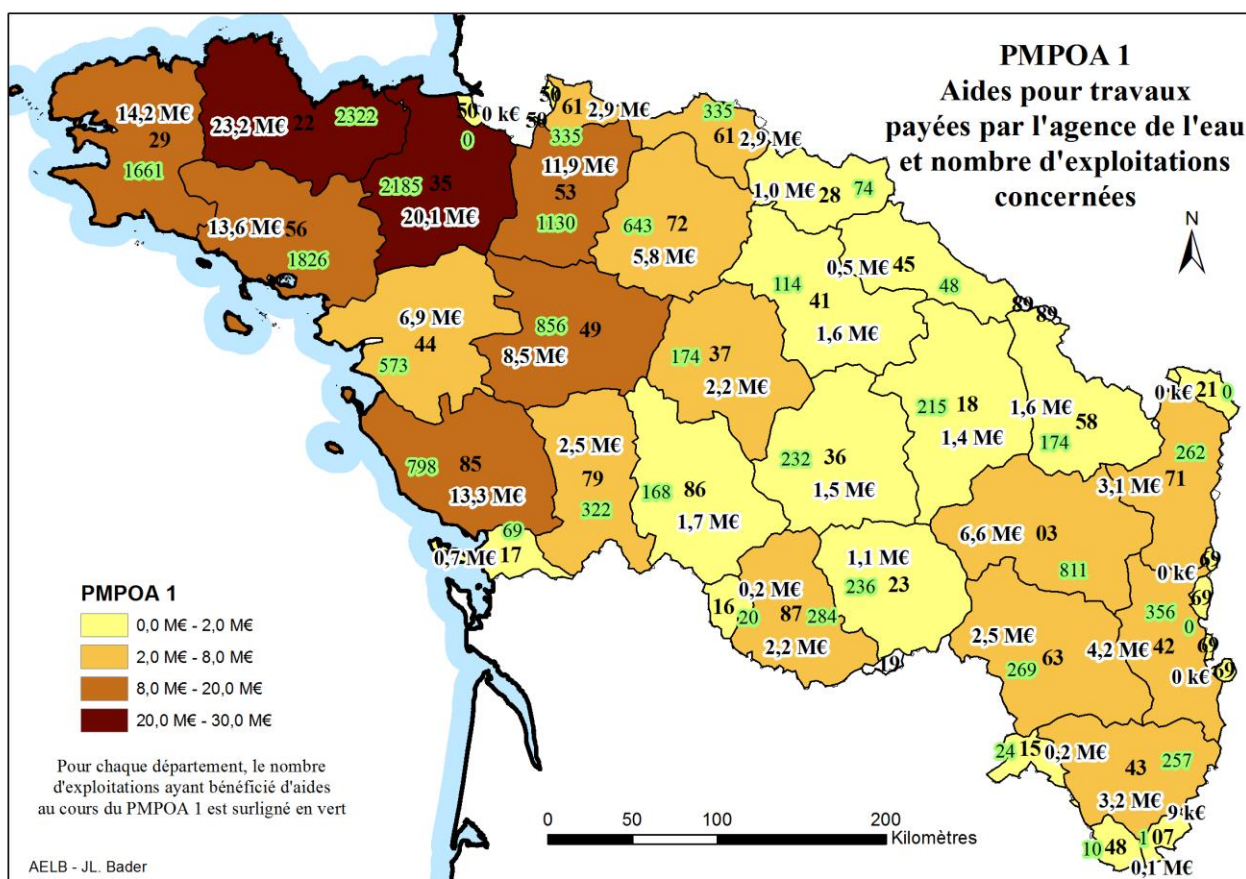 PMPOA 1
Aides pour travaux
payées par l'agence de l'eau
et nombre d'exploitations
concernées
N
14,2 M€
29
1661
23,2 M€ 22
2322
50
0 k€
0
50
50
61 2,9 M€
335
335
61
2,9 M€
13,6 M€ 56
1826
2185 35
20,1 M€
11,9 M€
53
1130
643 72
5,8 M€
1,0 M€ 28 74
0,5 M€ 45
48
114
41
1,6 M€
89 89
6,9 M€
44
573
856 49
8,5 M€
174 37
2,2 M€
215 18
1,4 M€
1,6 M€ 58
174
0 k€ 21 0
262
3,1 M€ 71
798 85
13,3 M€
2,5 M€
79
322
168 86
1,7 M€
232 36
1,5 M€
6,6 M€ 03
811
69
0,7 M€ 17
16
20
0,2 M€
87 284
2,2 M€
1,1 M€
236 23
19
0 k€ 69
69
356
0
4,2 M€ 42
69
0 k€ 69
2,5 M€
63
269
24 15 0,2 M€
43 257
3,2 M€
9 k€
1 07
10 48
0,1 M€
PMPOA 1
0,0 M€ - 2,0 M€
2,0 M€ - 8,0 M€
8,0 M€ - 20,0 M€
20,0 M€ - 30,0 M€
Pour chaque département, le nombre
d'exploitations ayant bénéficié d'aides
au cours du PMPOA 1 est surligné en vert
0 50 100 200
Kilomètres
AELB - JL. Bader